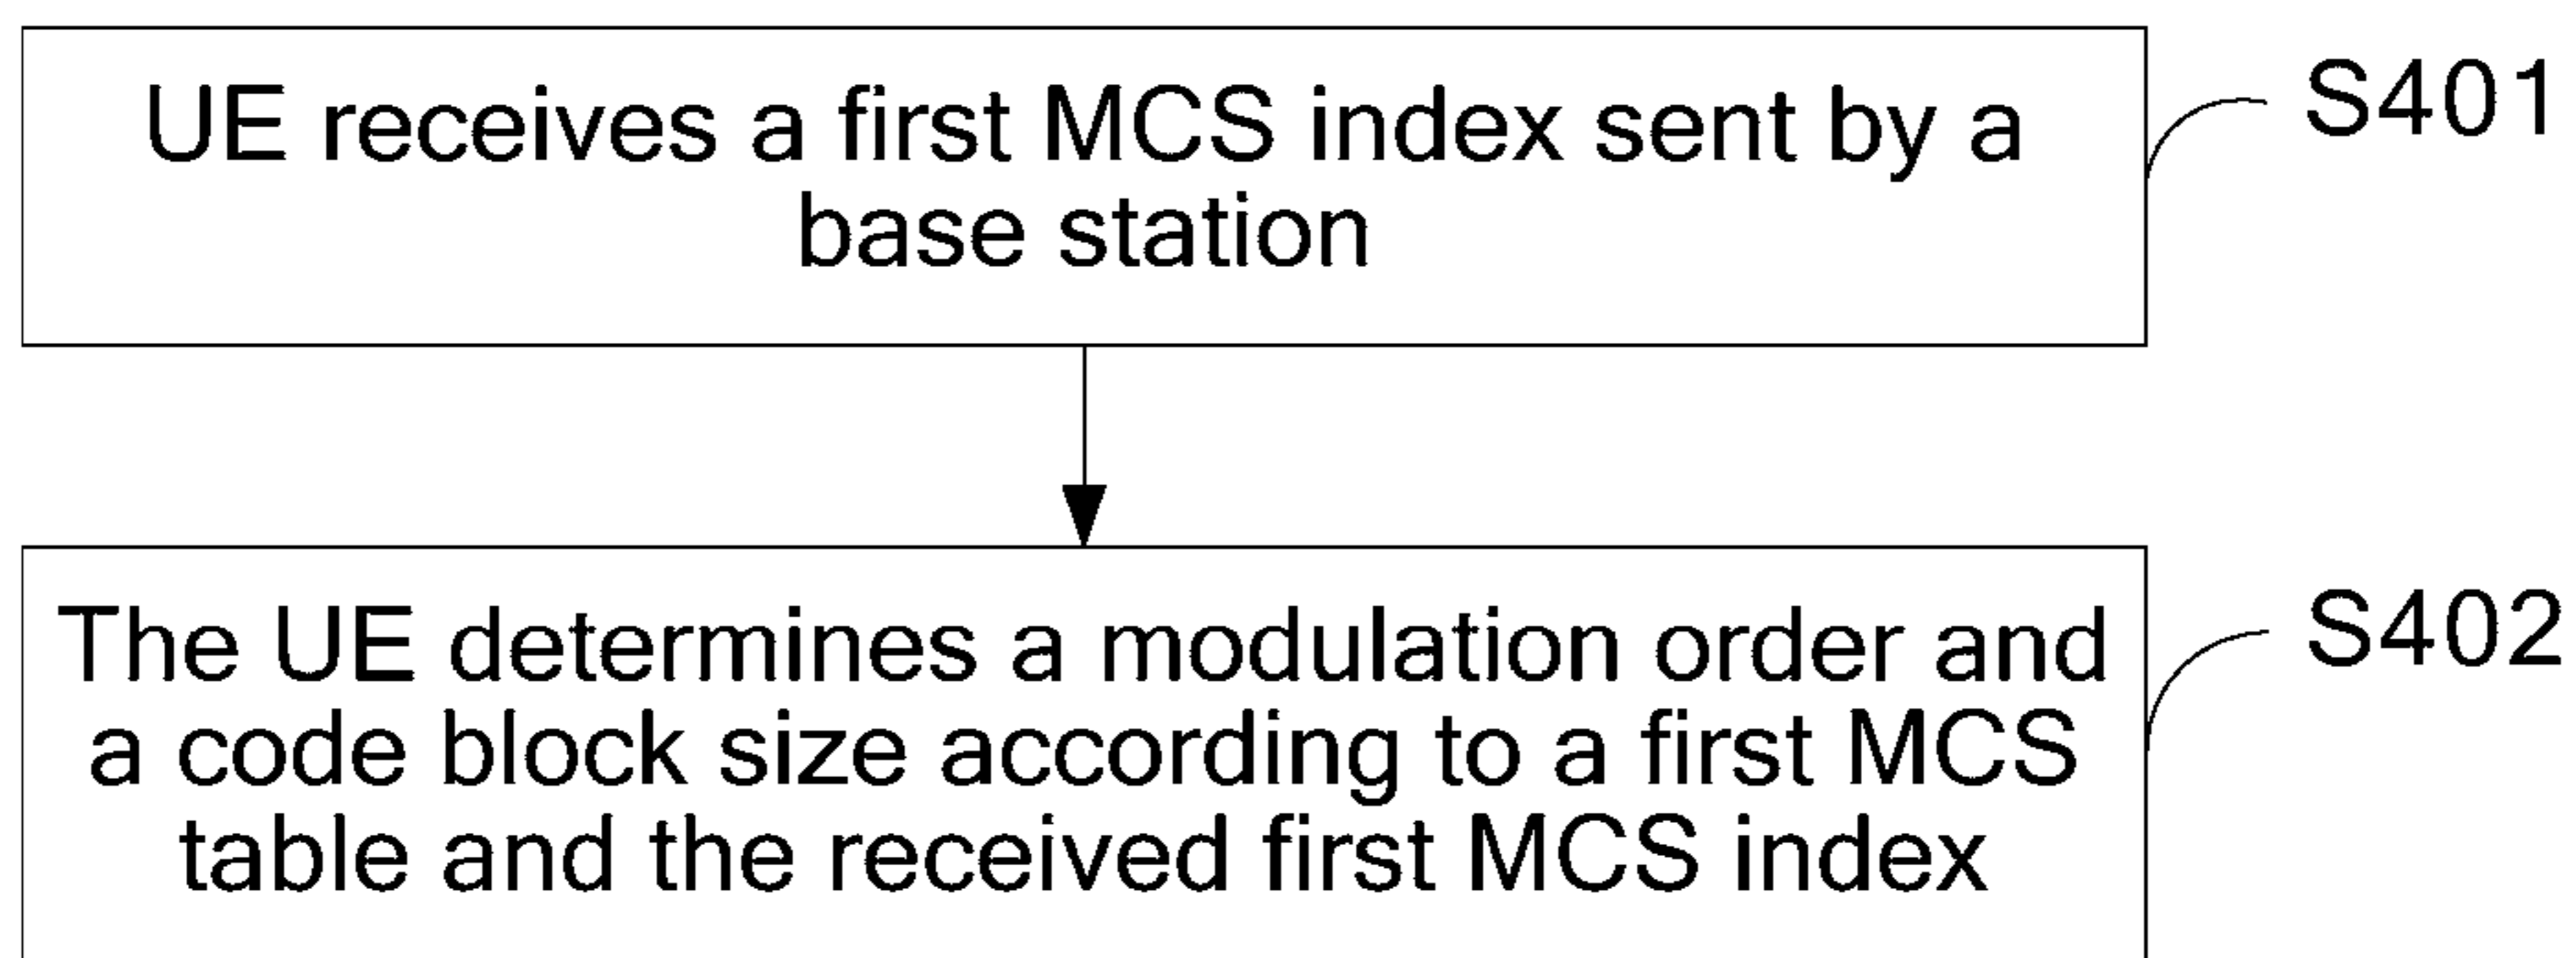 UE receives a first MCS index sent by a
base station
S401
The UE determines a modulation order and
a code block size according to a first MCS
table and the received first MCS index
S402